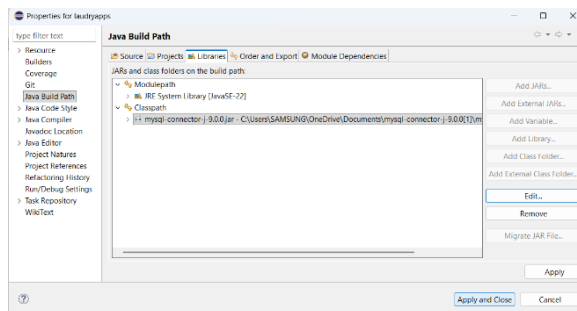 Properties for laudryapps
type filter text
Java Build Path
Resource
Builders
Coverage
Git
Java Build Path
Java Code Style
Java Compiler
Javadoc Location
Java Editor
Project Natures
Project References
Refactoring History
Run/Debug Settings
Task Repository
WikiText
Source Projects Libraries Order and Export Module Dependencies
JARs and class folders on the build path:
Modulepath
JRE System Library [JavaSE-22]
Classpath
mysql-connector-j-9.0.0.jar - C:\Users\SAMSUNG\OneDrive\Documents\mysql-connector-j-9.0.0[1]\m
Add JARs...
Add External JARs...
Add Variable...
Add Library...
Add Class Folder...
Add External Class Folder...
Edit...
Remove
Migrate JAR File...
Apply
Apply and Close
Cancel